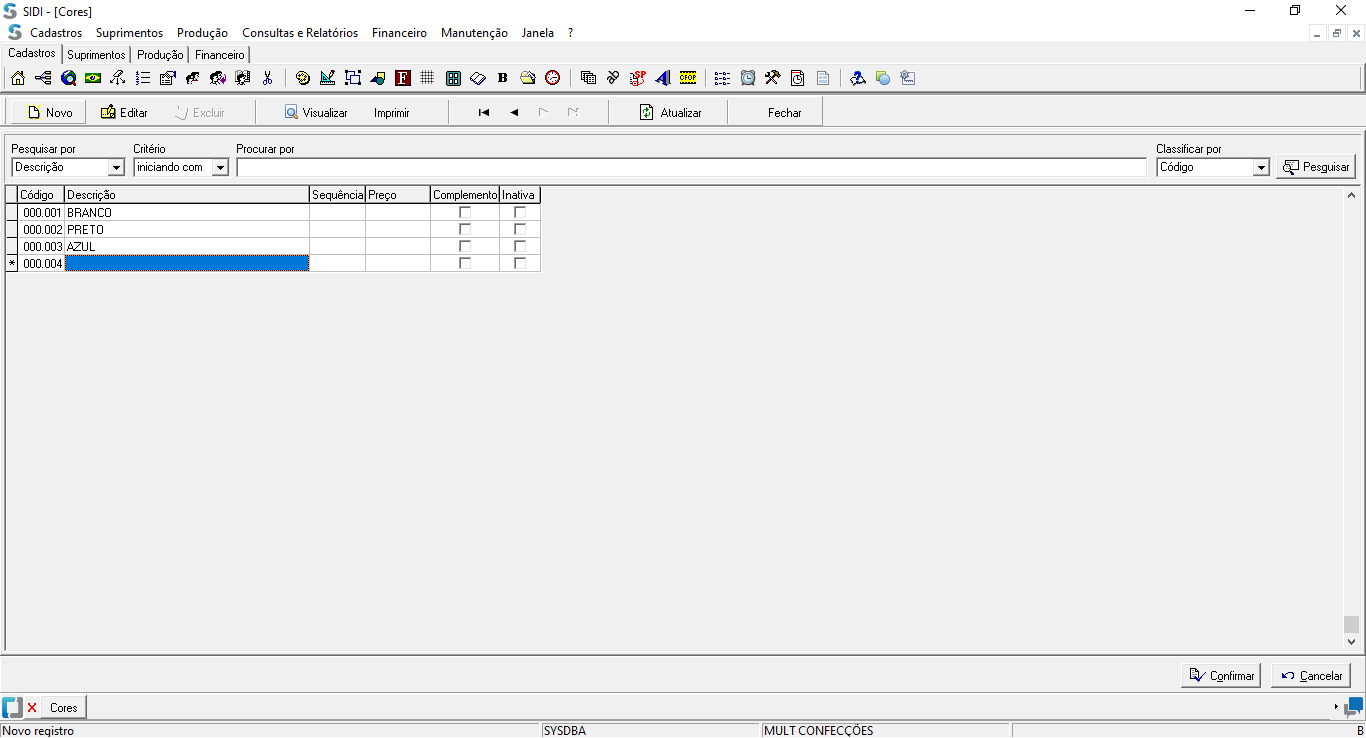 SIDI - [Cores]
Cadastros Suprimentos Produção Consultas e Relatórios Financeiro Manutenção Janela ?
Cadastros Suprimentos Produção Financeiro
F B SP CFOP
Novo Editar Excluir Visualizar Imprimir Atualizar Fechar
Pesquisar por Critério Procurar por Classificar por
Descrição iniciando com Código Pesquisar
Código Descrição Sequência Preço Complemento Inativa
000.001 BRANCO
000.002 PRETO
000.003 AZUL
* 000.004
Confirmar Cancelar
Cores
Novo registro SYSDBA MULT CONFECÇÕES B